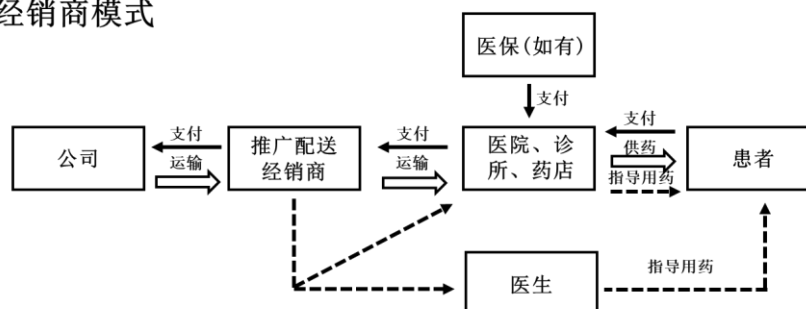 经销商模式
医保(如有)
支付
支付
支付
支付
公司
运输
推广配送
经销商
运输
医院、诊
所、药店
供药
指导用药
患者
医生
指导用药